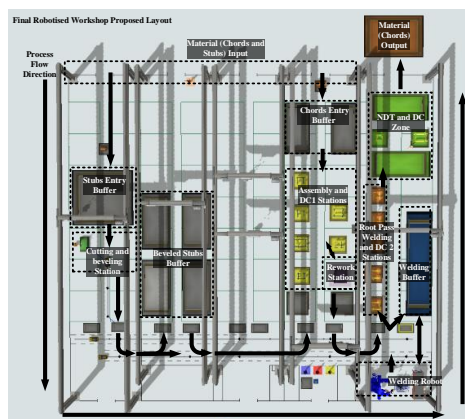 Final Robotised Workshop Proposed Layout
Material
(Chords)
Output
Process
Flow
Direction
Material (Chords and
Stubs) Input
Chords Entry
Buffer
NDT and DC
Zone
Stubs Entry
Buffer
Assembly and
DC1 Stations
Cutting and
beveling
Station
Beveled Stubs
Buffer
Root Pass
Welding
and DC 2
Stations
Rework
Station
Welding
Buffer
Welding Robot